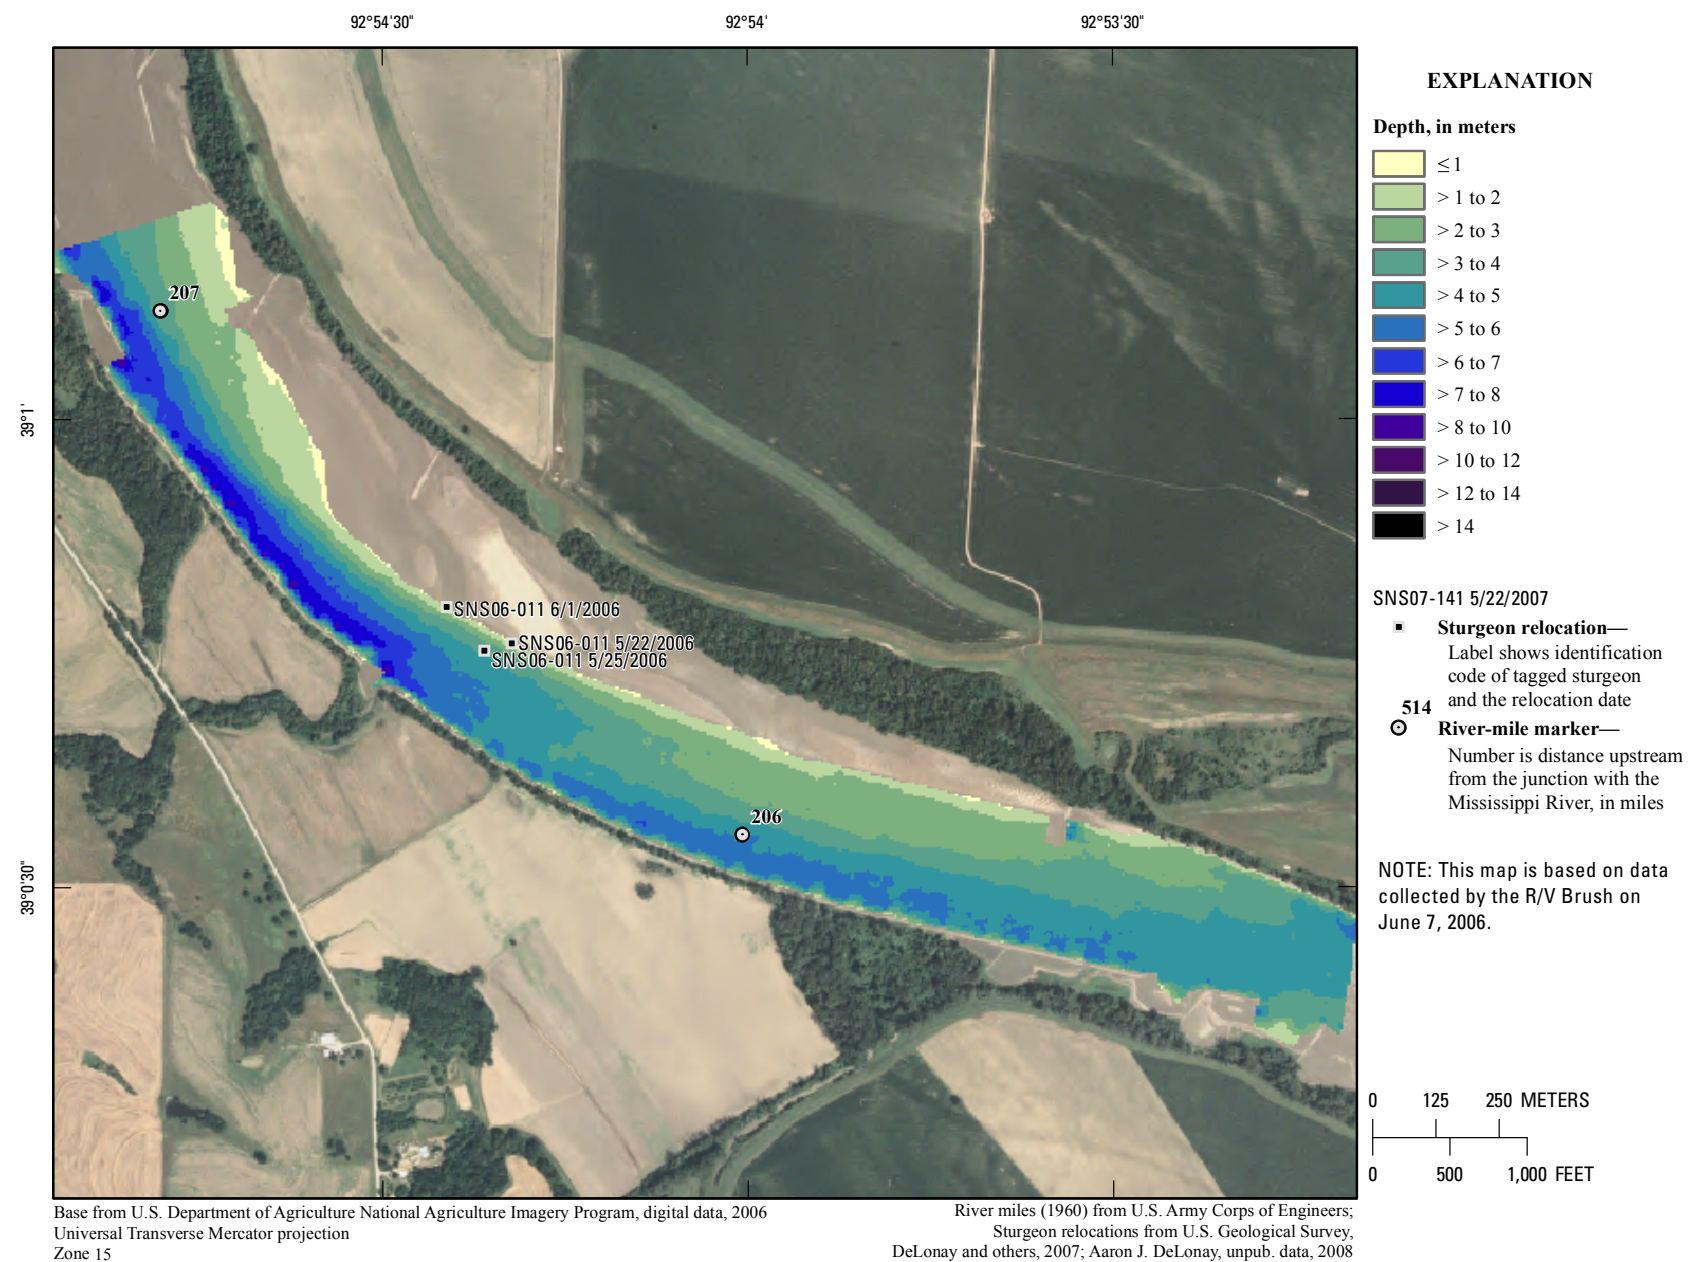 92°54'30"
92°54'
92°53'30"
39°1'
39°0'30"
207
SNS06-011 6/1/2006
SNS06-011 5/22/2006
SNS06-011 5/25/2006
206
EXPLANATION
Depth, in meters
≤ 1
> 1 to 2
> 2 to 3
> 3 to 4
> 4 to 5
> 5 to 6
> 6 to 7
> 7 to 8
> 8 to 10
> 10 to 12
> 12 to 14
> 14
SNS07-141 5/22/2007
Sturgeon relocation—
Label shows identification
code of tagged sturgeon
and the relocation date
514
River-mile marker—
Number is distance upstream
from the junction with the
Mississippi River, in miles
NOTE: This map is based on data
collected by the R/V Brush on
June 7, 2006.
0 125 250 METERS
0 500 1,000 FEET
Base from U.S. Department of Agriculture National Agriculture Imagery Program, digital data, 2006
Universal Transverse Mercator projection
Zone 15
River miles (1960) from U.S. Army Corps of Engineers;
Sturgeon relocations from U.S. Geological Survey,
DeLonay and others, 2007; Aaron J. DeLonay, unpub. data, 2008